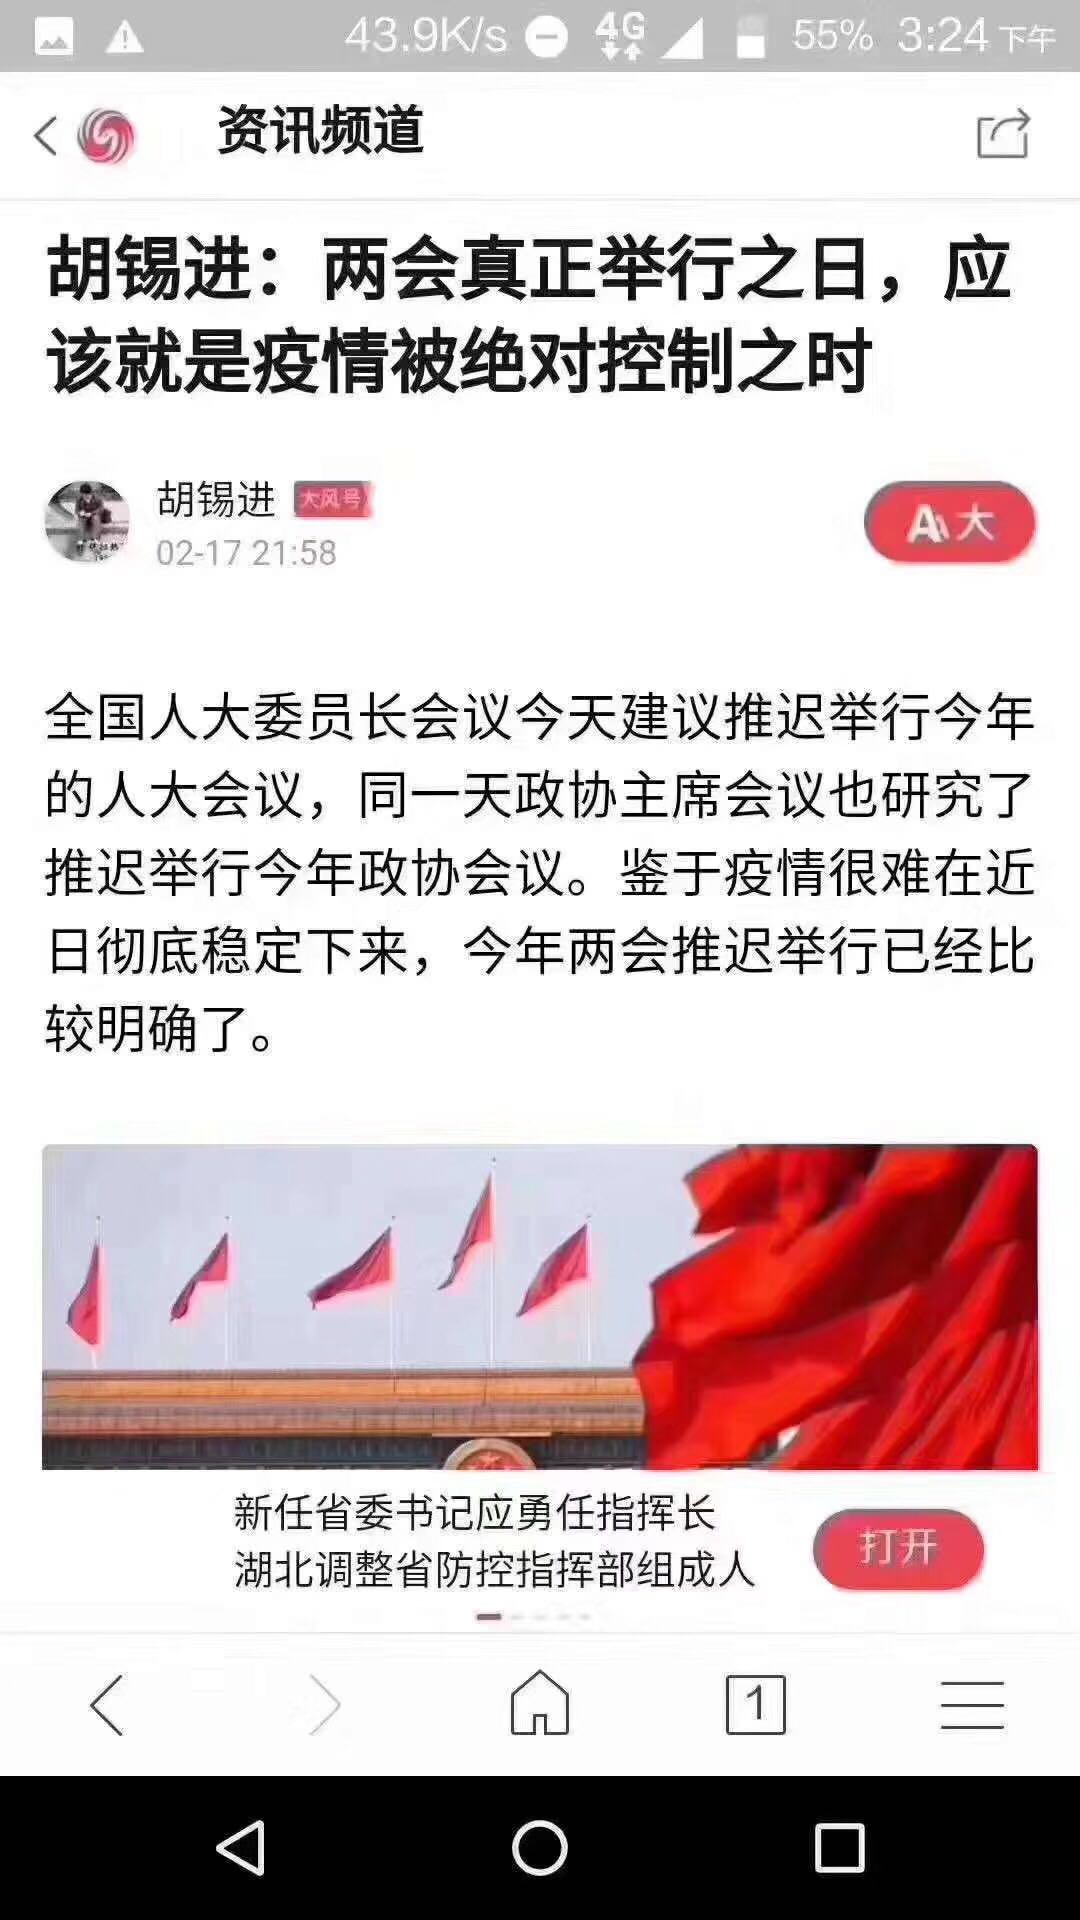 43.9K/s 4G 55% 3:24 下午
资讯频道
胡锡进：两会真正举行之日，应
该就是疫情被绝对控制之时
胡锡进 大风号
02-17 21:58
A 大
全国人大委员长会议今天建议推迟举行今年
的人大会议，同一天政协主席会议也研究了
推迟举行今年政协会议。鉴于疫情很难在近
日彻底稳定下来，今年两会推迟举行已经比
较明确了。
新任省委书记应勇任指挥长
湖北调整省防控指挥部组成人
打开
1